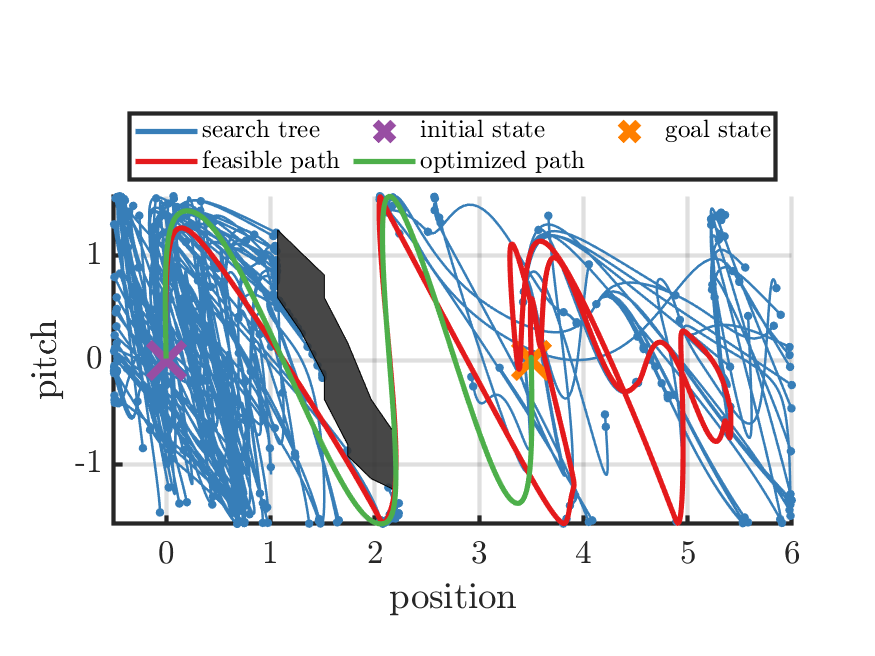 search tree initial state goal state
feasible path optimized path
1
0
-1
pitch
0 1 2 3 4 5 6
position